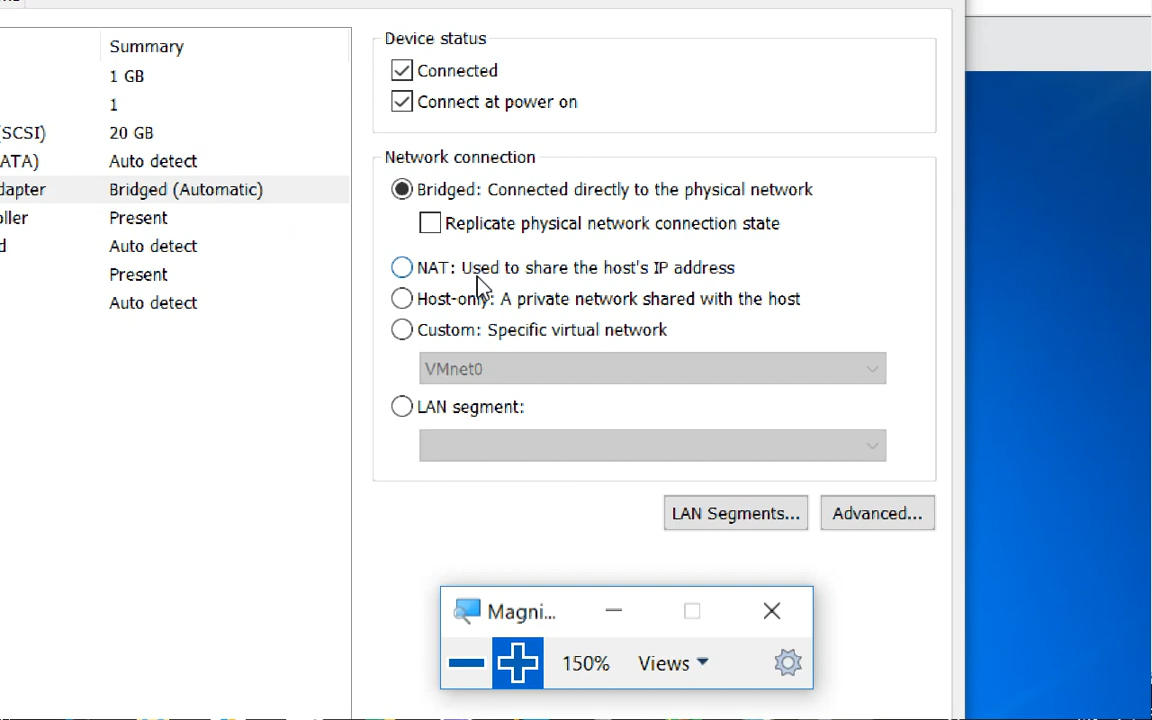 Summary
1 GB
1
(SCSI) 20 GB
ATA) Auto detect
dapter Bridged (Automatic)
oller Present
d Auto detect
Present
Auto detect
Device status
Connected
Connect at power on
Network connection
Bridged: Connected directly to the physical network
Replicate physical network connection state
NAT: Used to share the host's IP address
Host-only: A private network shared with the host
Custom: Specific virtual network
VMnet0
LAN segment:
LAN Segments... Advanced...
Magni...
150% Views